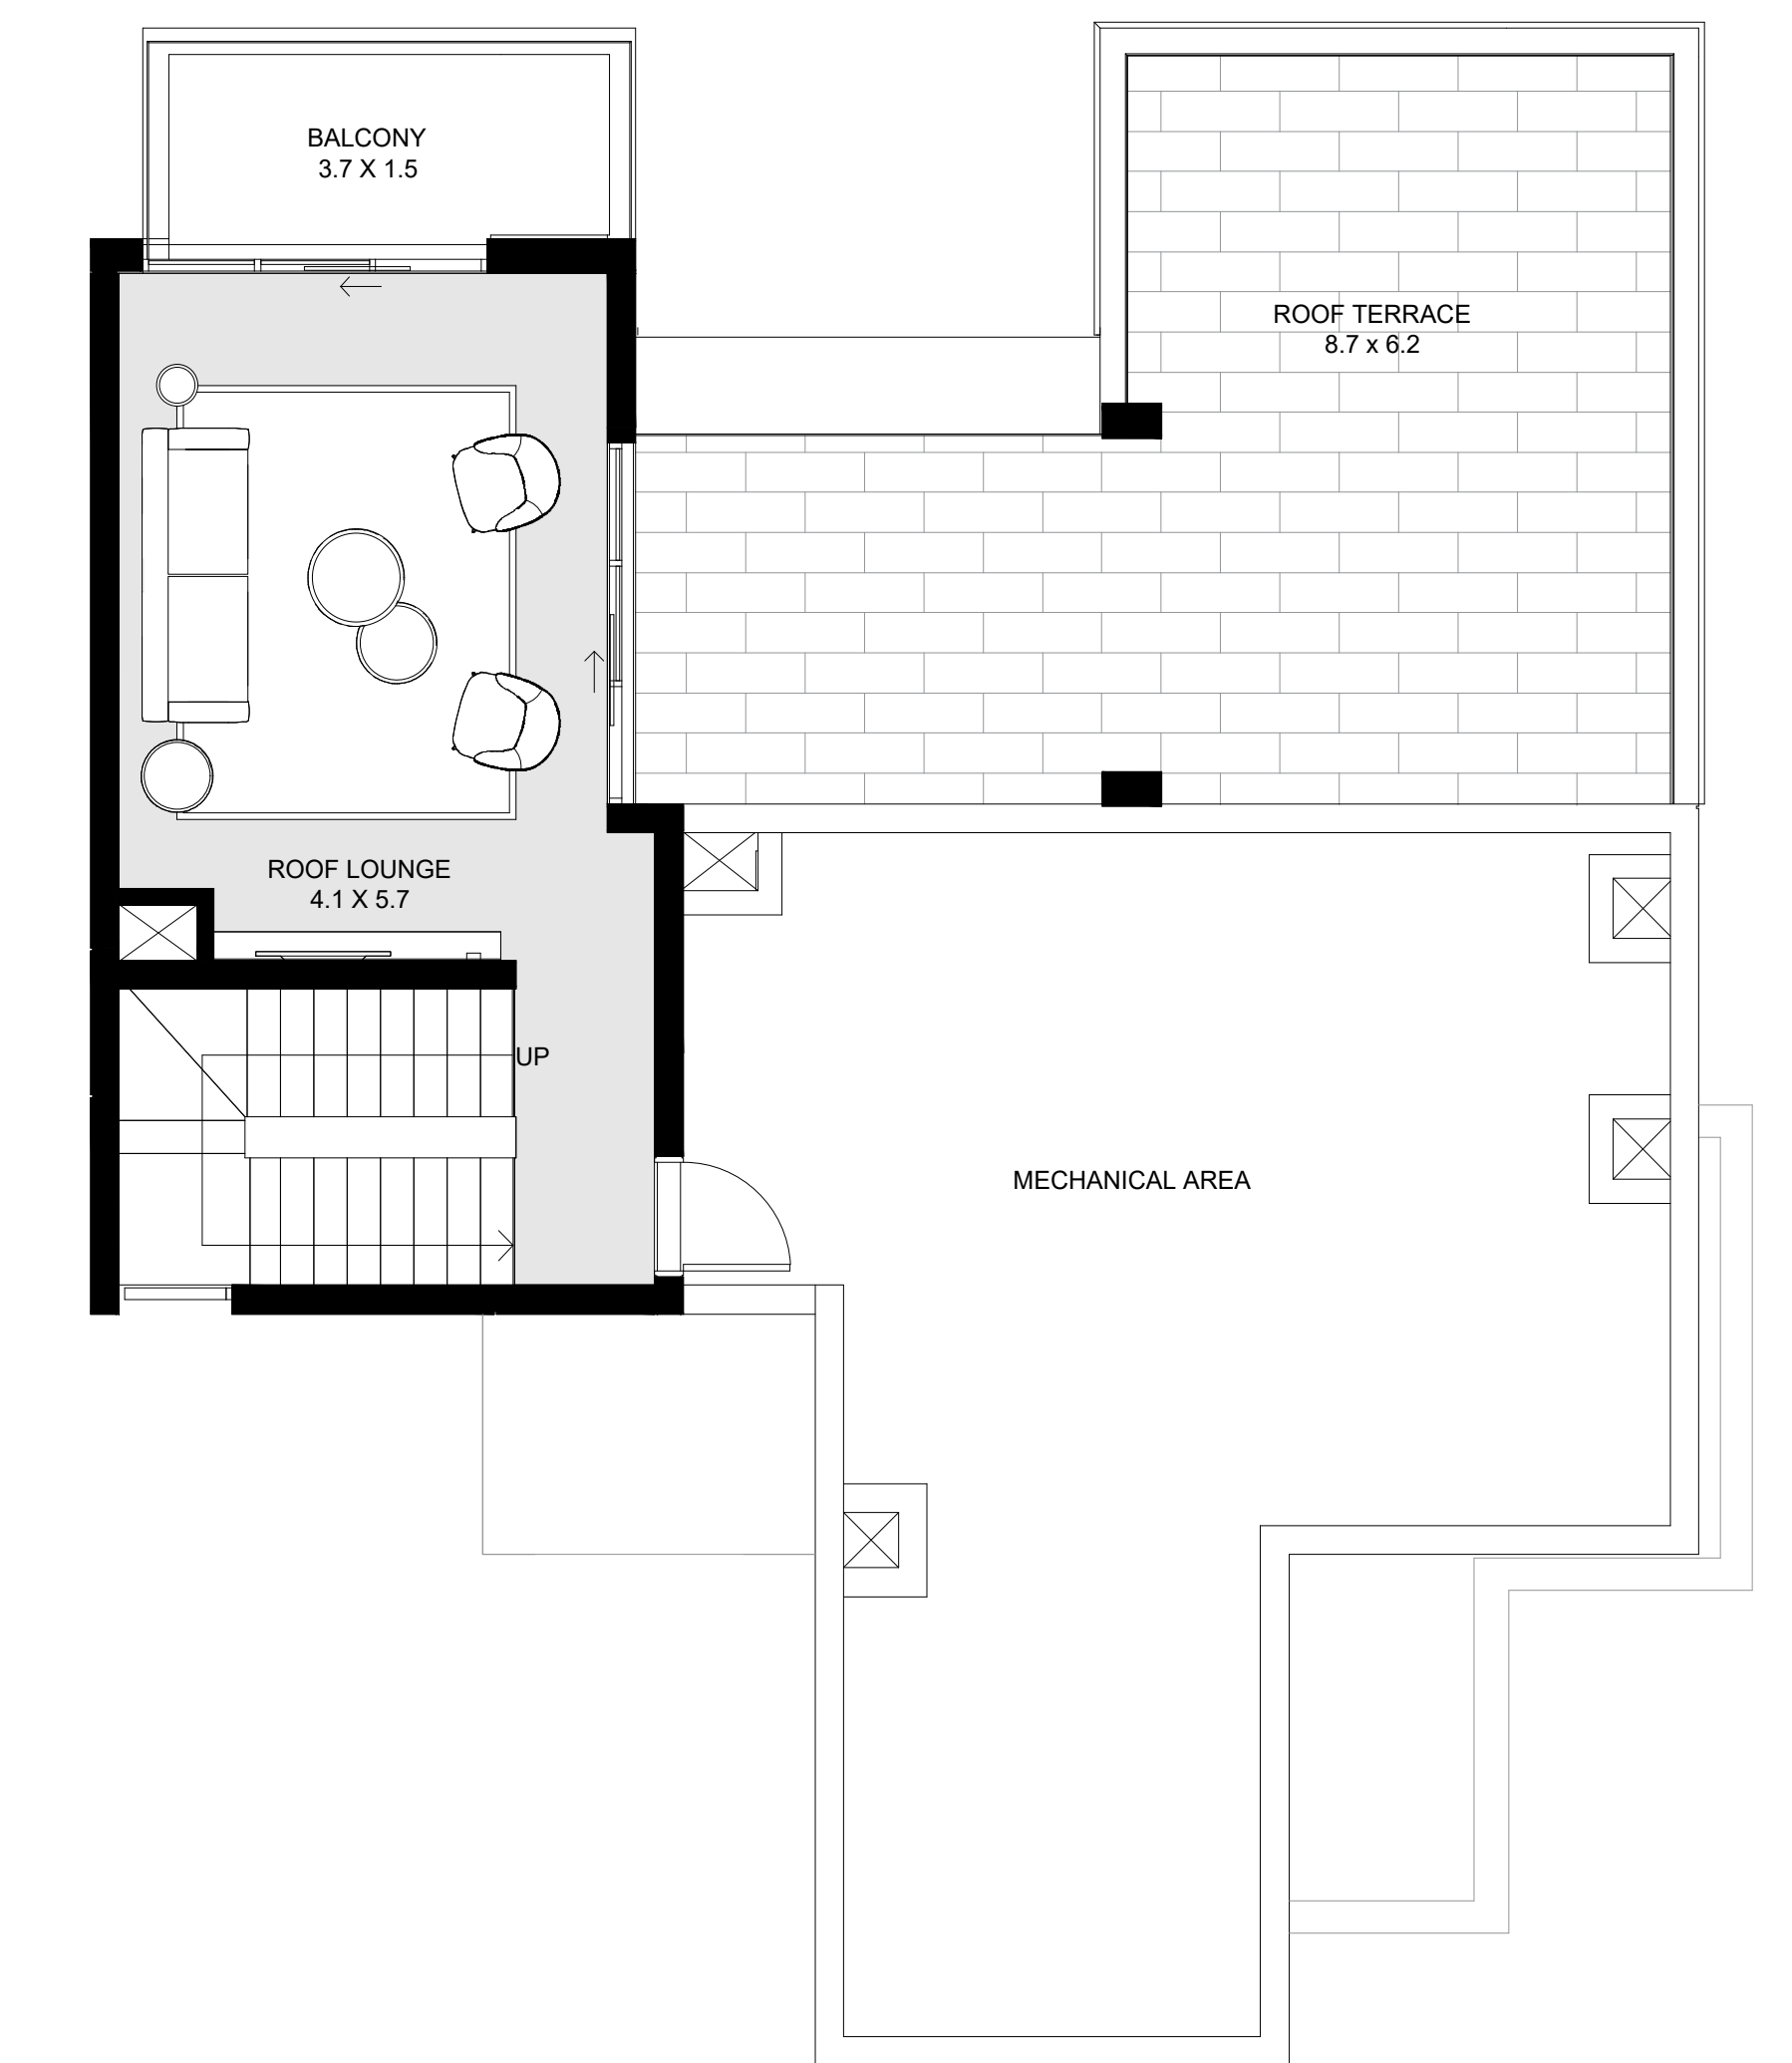 BALCONY
3.7 X 1.5
ROOF TERRACE
8.7 x 6.2
ROOF LOUNGE
4.1 X 5.7
UP
MECHANICAL AREA